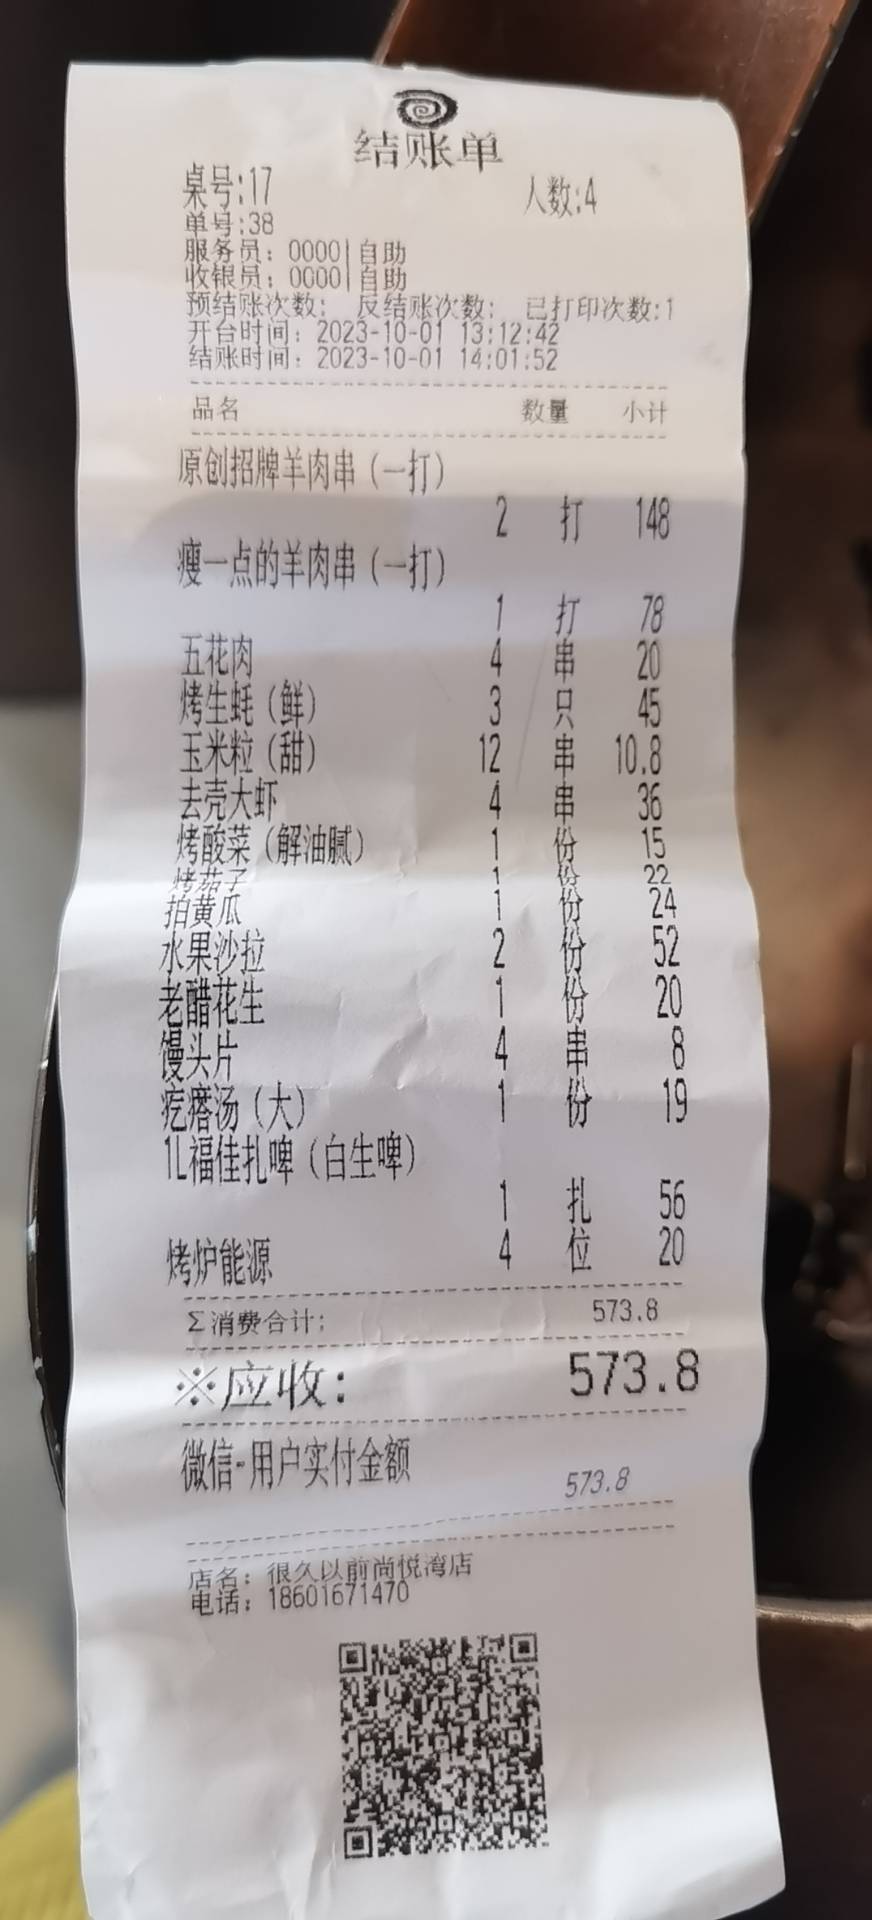 结账单
桌号:17 人数:4
单号:38
服务员: 0000|自助
收银员: 0000|自助
预结账次数: 反结账次数: 已打印次数:1
开台时间: 2023-10-01 13:12:42
结账时间: 2023-10-01 14:01:52
品名 数量 小计
原创招牌羊肉串(一打)
2 打 148
瘦一点的羊肉串(一打)
1 打 78
五花肉 4 串 20
烤生蚝(鲜) 3 只 45
玉米粒(甜) 12 串 10.8
去壳大虾 4 串 36
烤酸菜(解油腻) 1 份 15
烤茄子 1 份 22
拍黄瓜 1 份 24
水果沙拉 2 份 52
老醋花生 1 份 20
馒头片 4 串 8
疙瘩汤(大) 1 份 19
1L福佳扎啤(白生啤)
1 扎 56
烤炉能源 4 位 20
Σ消费合计: 573.8
※应收: 573.8
微信-用户实付金额
573.8
店名: 很久以前尚悦湾店
电话: 18601671470